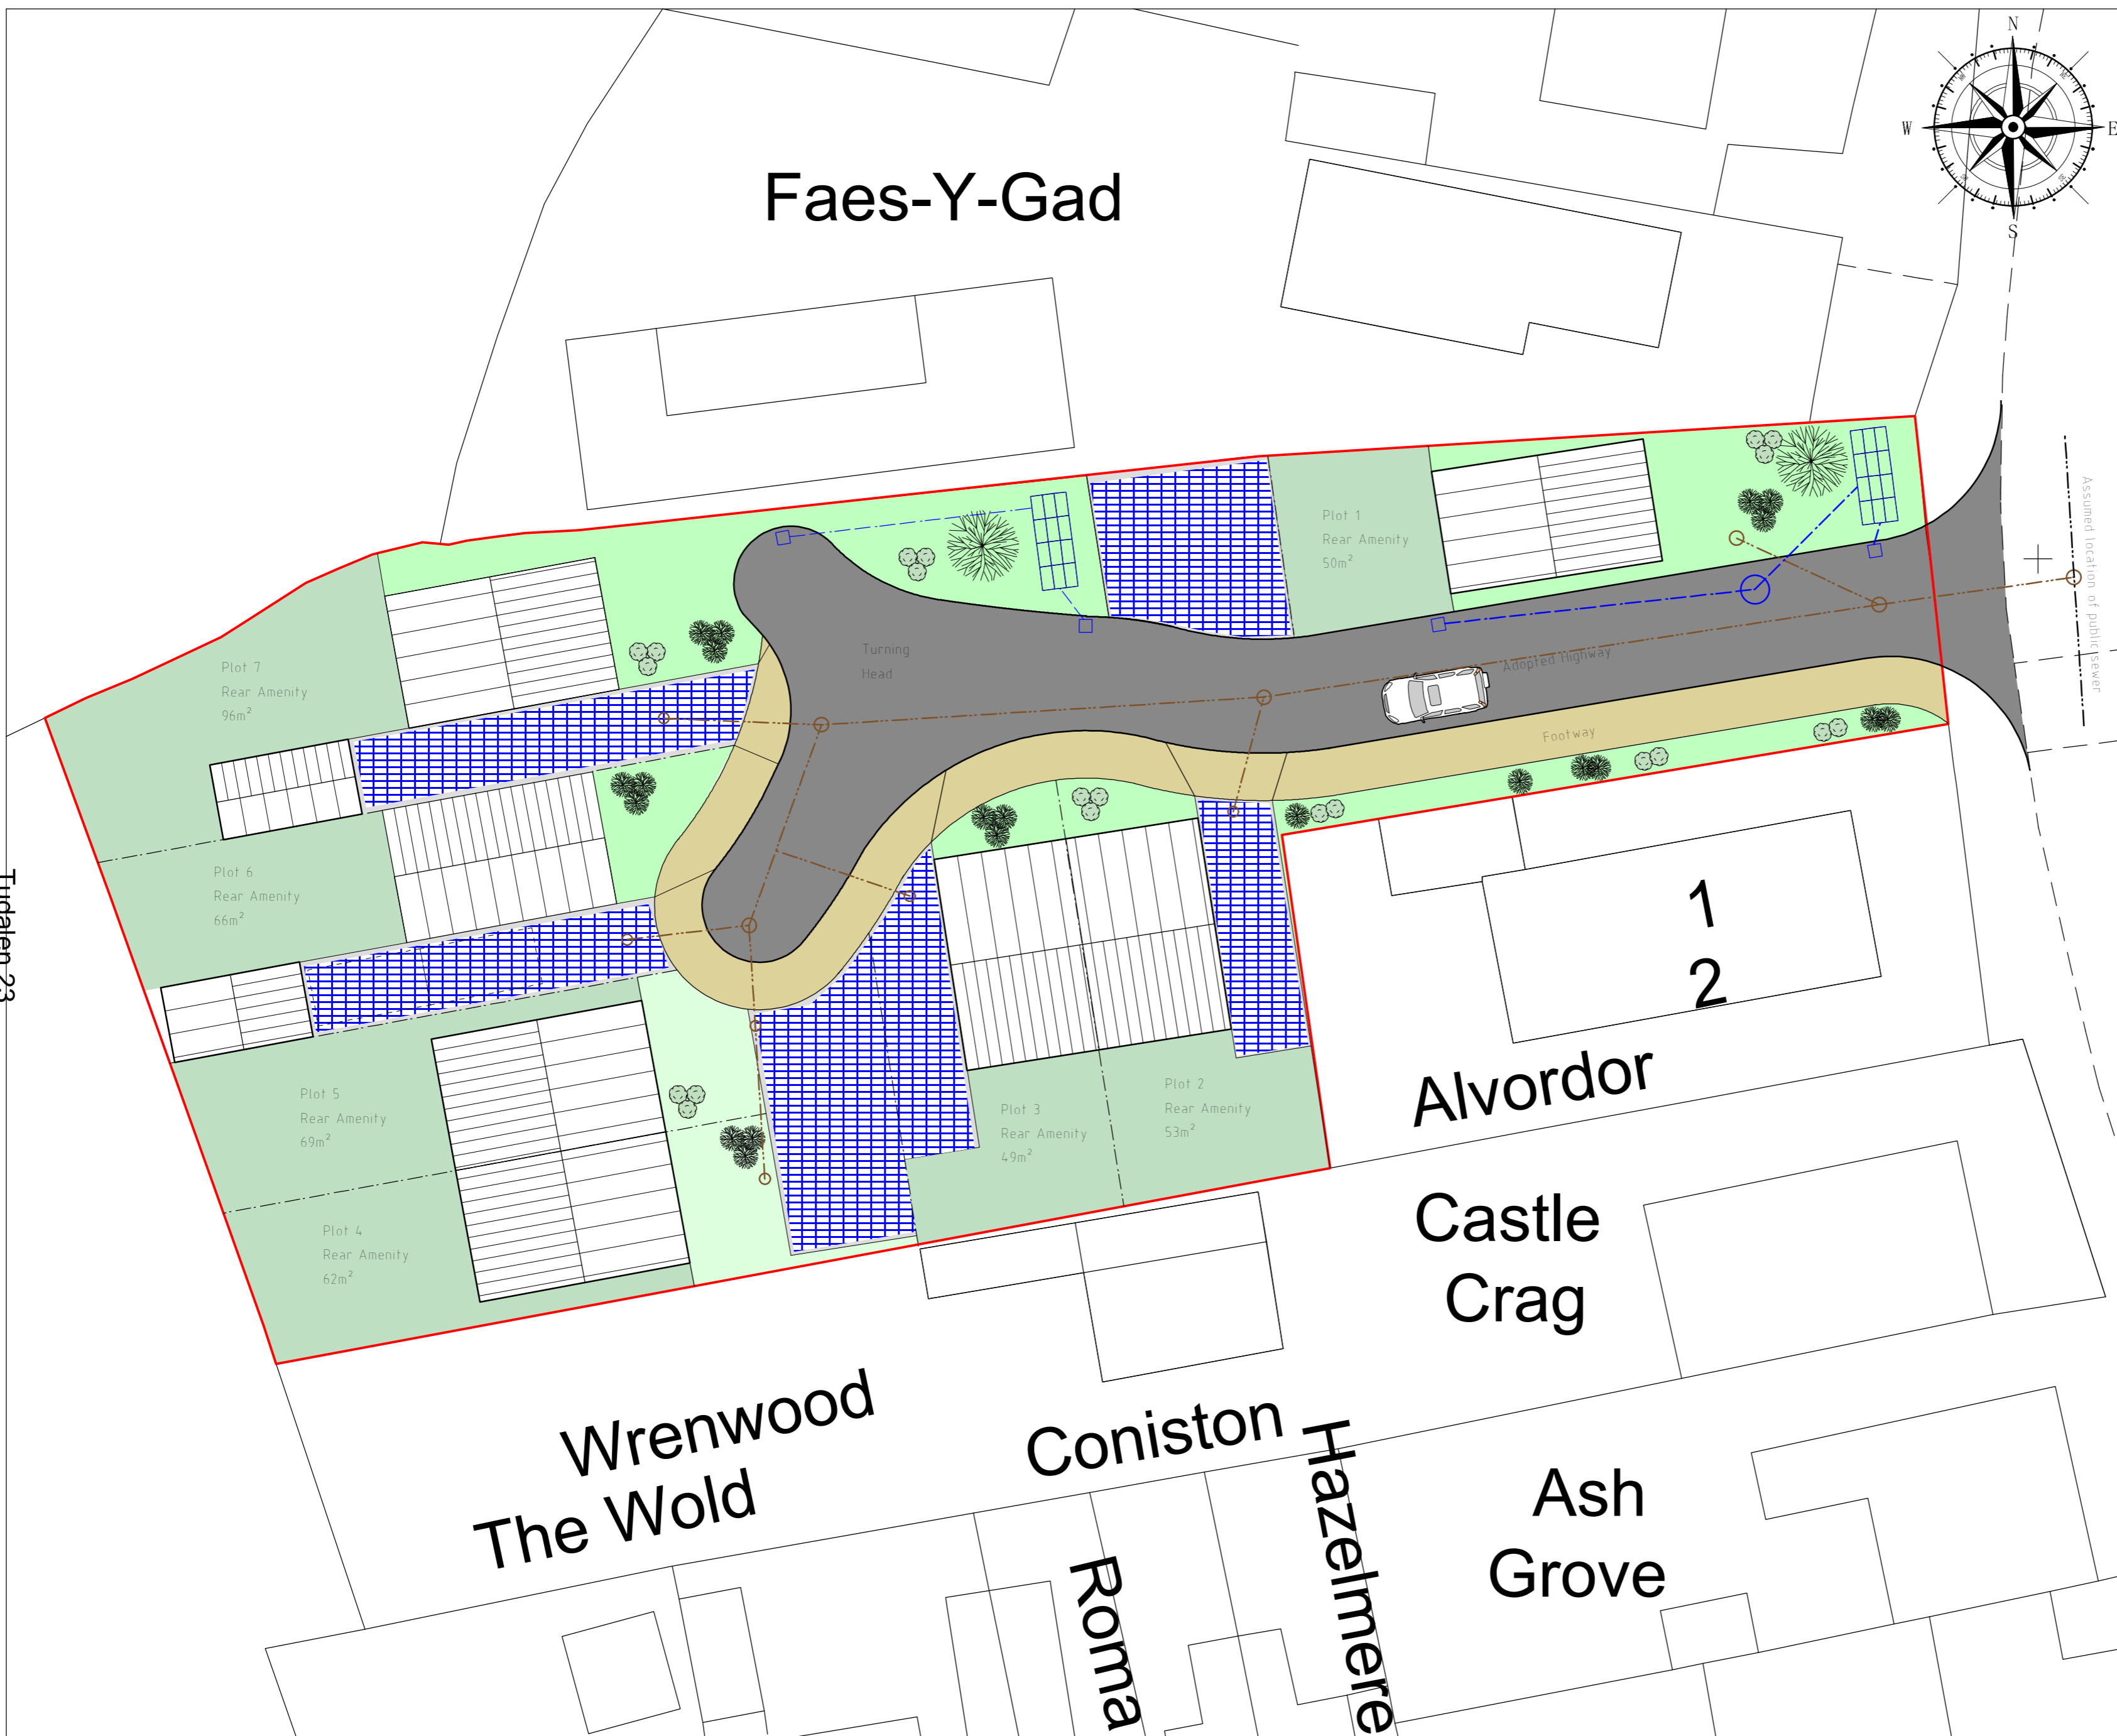 N
W
E
S
Faes-Y-Gad
Plot 1
Rear Amenity
50m²
Assumed location of public sewer
Turning
Head
Adopted Highway
Footway
Plot 7
Rear Amenity
96m²
Plot 6
Rear Amenity
66m²
Tudalen 23
Plot 5
Rear Amenity
69m²
Plot 4
Rear Amenity
62m²
Plot 3
Rear Amenity
49m²
Plot 2
Rear Amenity
53m²
1
2
Alvordor
Castle
Crag
Wrenwood
The Wold
Coniston
Hazelmere
Roma
Ash
Grove